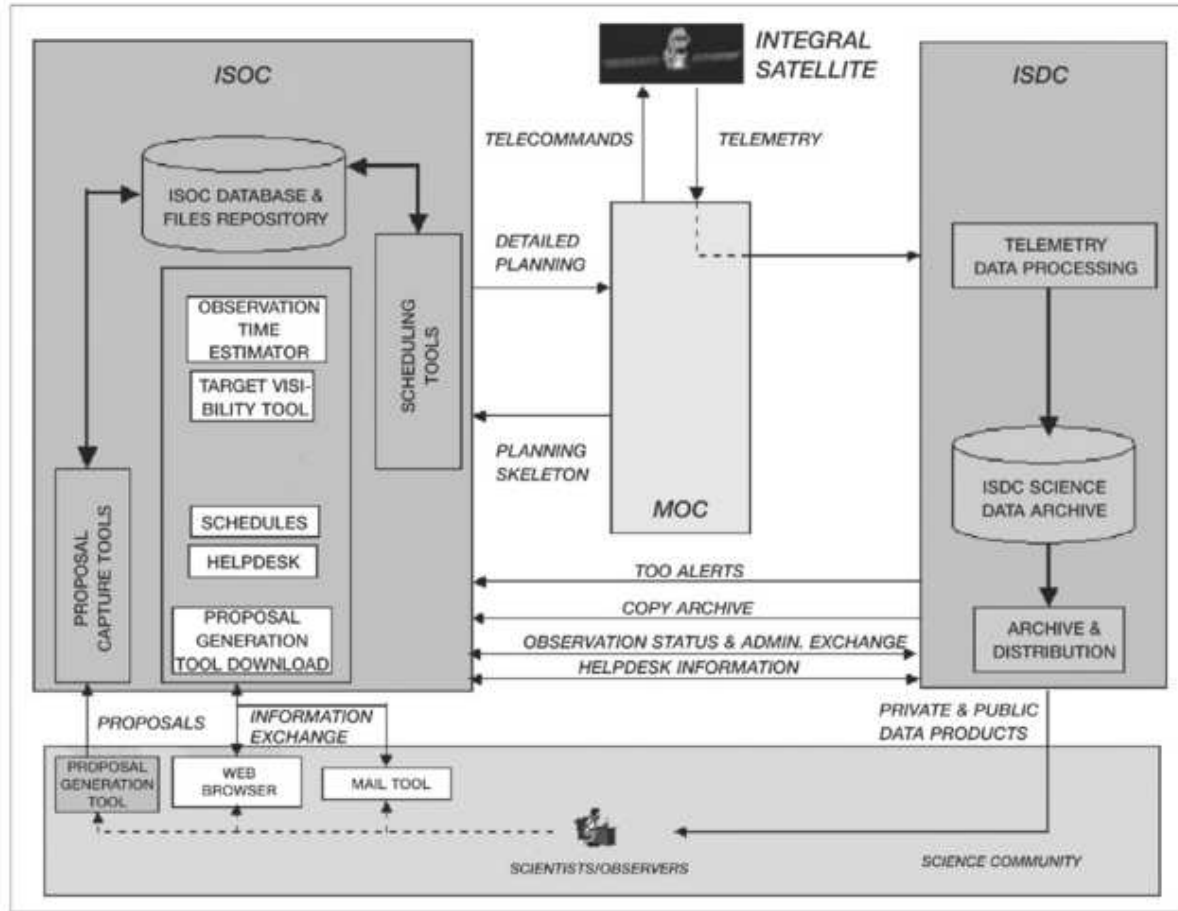 ISOC
INTEGRAL
SATELLITE
ISDC
TELECOMMANDS
TELEMETRY
ISOC DATABASE &
FILES REPOSITORY
DETAILED
PLANNING
TELEMETRY
DATA PROCESSING
OBSERVATION
TIME
ESTIMATOR
SCHEDULING
TOOLS
TARGET VISI-
BILITY TOOL
PLANNING
SKELETON
MOC
ISDC SCIENCE
DATA ARCHIVE
PROPOSAL
CAPTURE TOOLS
SCHEDULES
HELPDESK
TOO ALERTS
COPY ARCHIVE
PROPOSAL
GENERATION
TOOL DOWNLOAD
OBSERVATION STATUS & ADMIN. EXCHANGE
HELPDESK INFORMATION
ARCHIVE &
DISTRIBUTION
PROPOSALS
INFORMATION
EXCHANGE
PRIVATE & PUBLIC
DATA PRODUCTS
PROPOSAL
GENERATION
TOOL
WEB
BROWSER
MAIL TOOL
SCIENTISTS/OBSERVERS
SCIENCE COMMUNITY